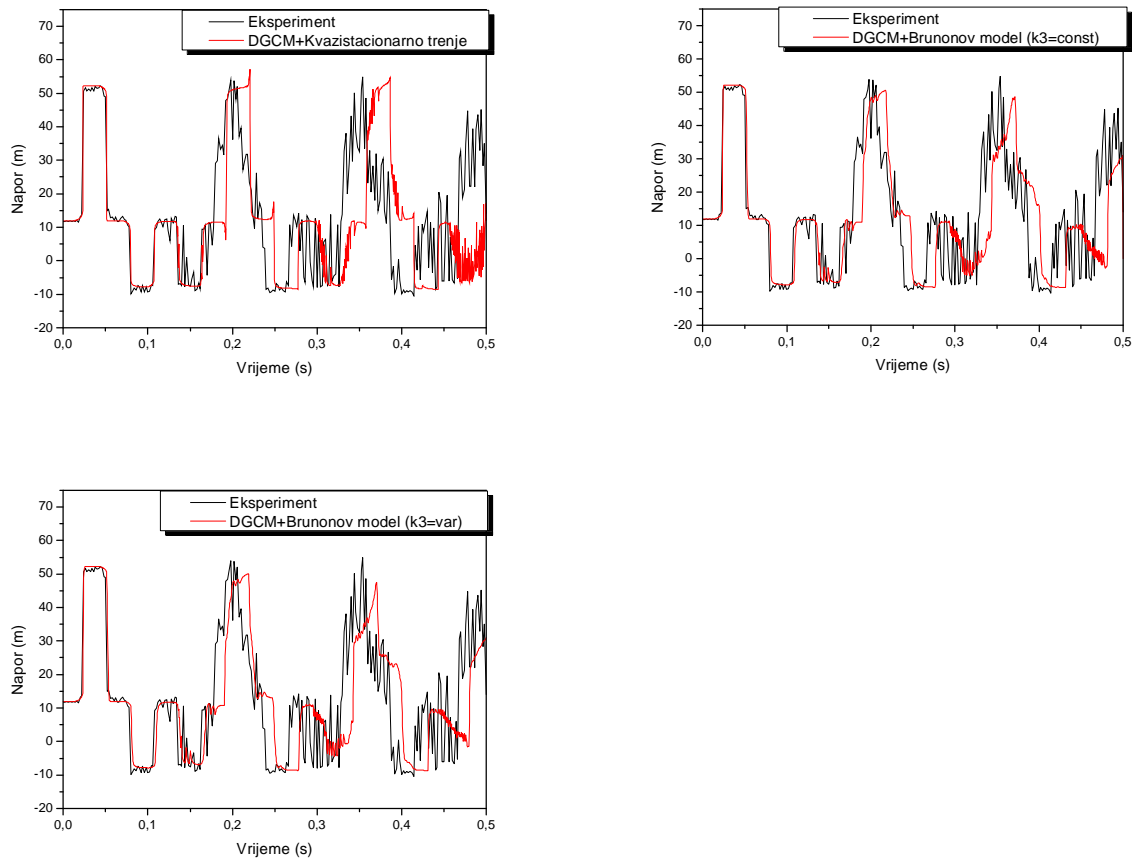 Eksperiment
DGCM+Kvazistacionarno trenje
70
60
50
40
30
20
10
0
-10
-20
Napor (m)
0,0 0,1 0,2 0,3 0,4 0,5
Vrijeme (s)
Eksperiment
DGCM+Brunonov model (k3=const)
70
60
50
40
30
20
10
0
-10
-20
Napor (m)
0,0 0,1 0,2 0,3 0,4 0,5
Vrijeme (s)
Eksperiment
DGCM+Brunonov model (k3=var)
70
60
50
40
30
20
10
0
-10
-20
Napor (m)
0,0 0,1 0,2 0,3 0,4 0,5
Vrijeme (s)